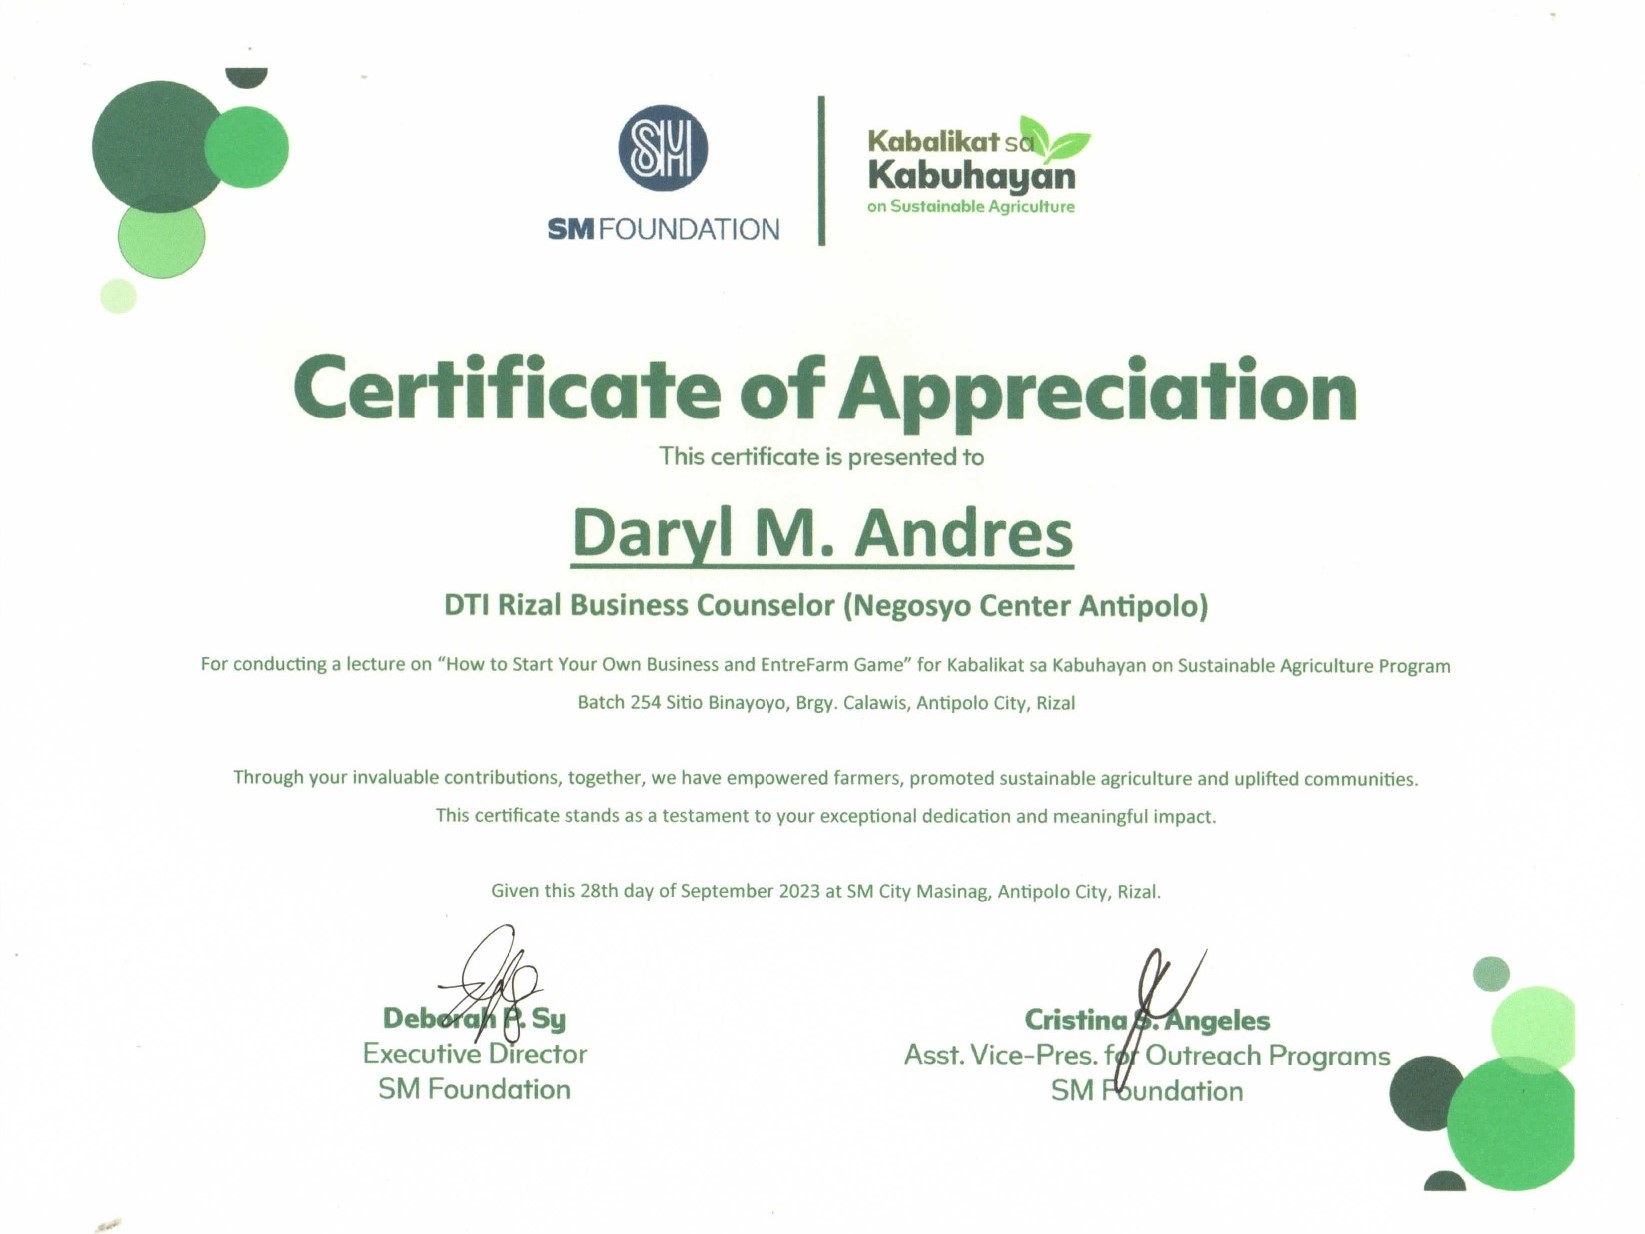 SM
SM FOUNDATION
Kabalikat sa
Kabuhayan
on Sustainable Agriculture
Certificate of Appreciation
This certificate is presented to
Daryl M. Andres
DTI Rizal Business Counselor (Negosyo Center Antipolo)
For conducting a lecture on “How to Start Your Own Business and EntreFarm Game” for Kabalikat sa Kabuhayan on Sustainable Agriculture Program
Batch 254 Sitio Binayoyo, Brgy. Calawis, Antipolo City, Rizal
Through your invaluable contributions, together, we have empowered farmers, promoted sustainable agriculture and uplifted communities.
This certificate stands as a testament to your exceptional dedication and meaningful impact.
Given this 28th day of September 2023 at SM City Masinag, Antipolo City, Rizal.
Deborah P. Sy
Executive Director
SM Foundation
Cristina S. Angeles
Asst. Vice-Pres. for Outreach Programs
SM Foundation